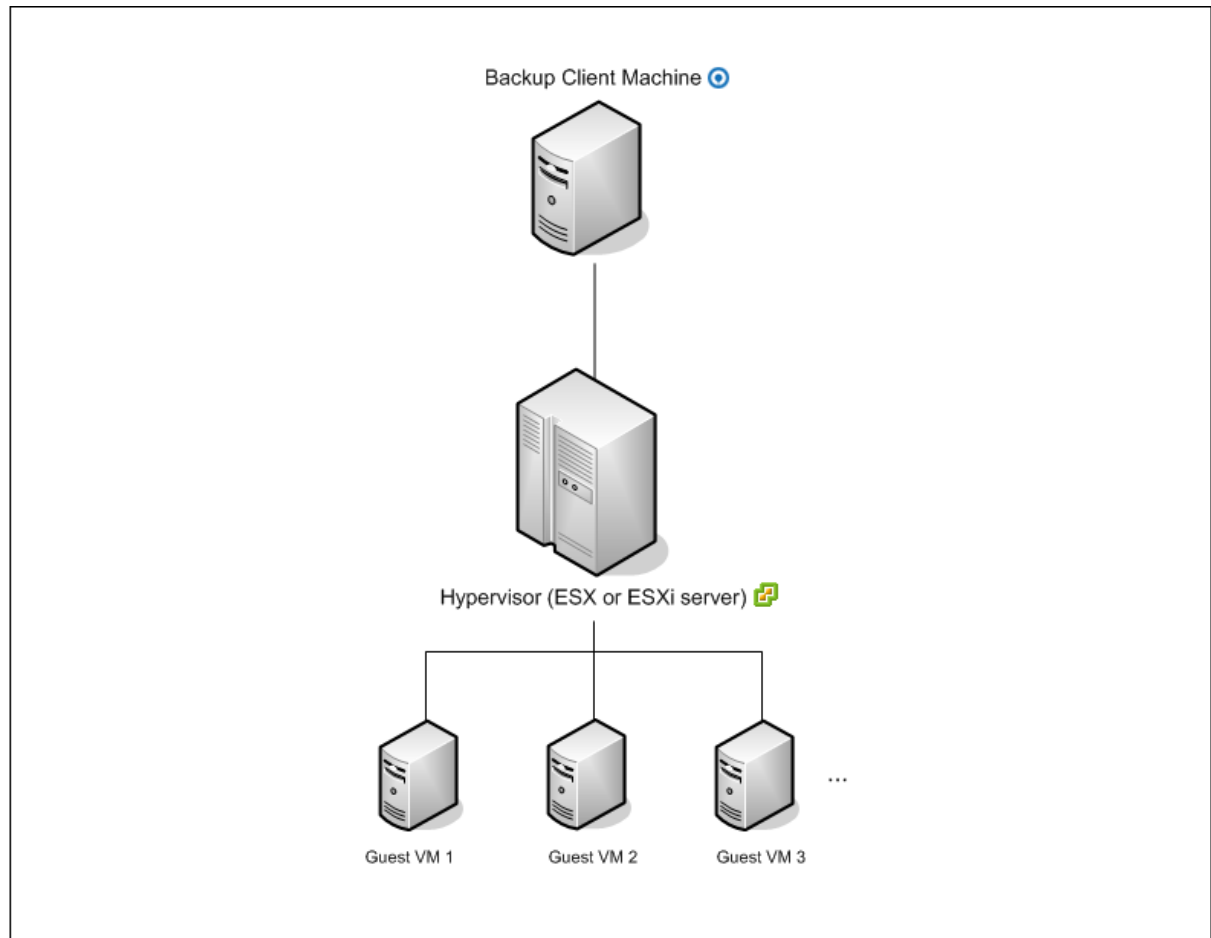 Backup Client Machine
Hypervisor (ESX or ESXi server)
...
Guest VM 1
Guest VM 2
Guest VM 3